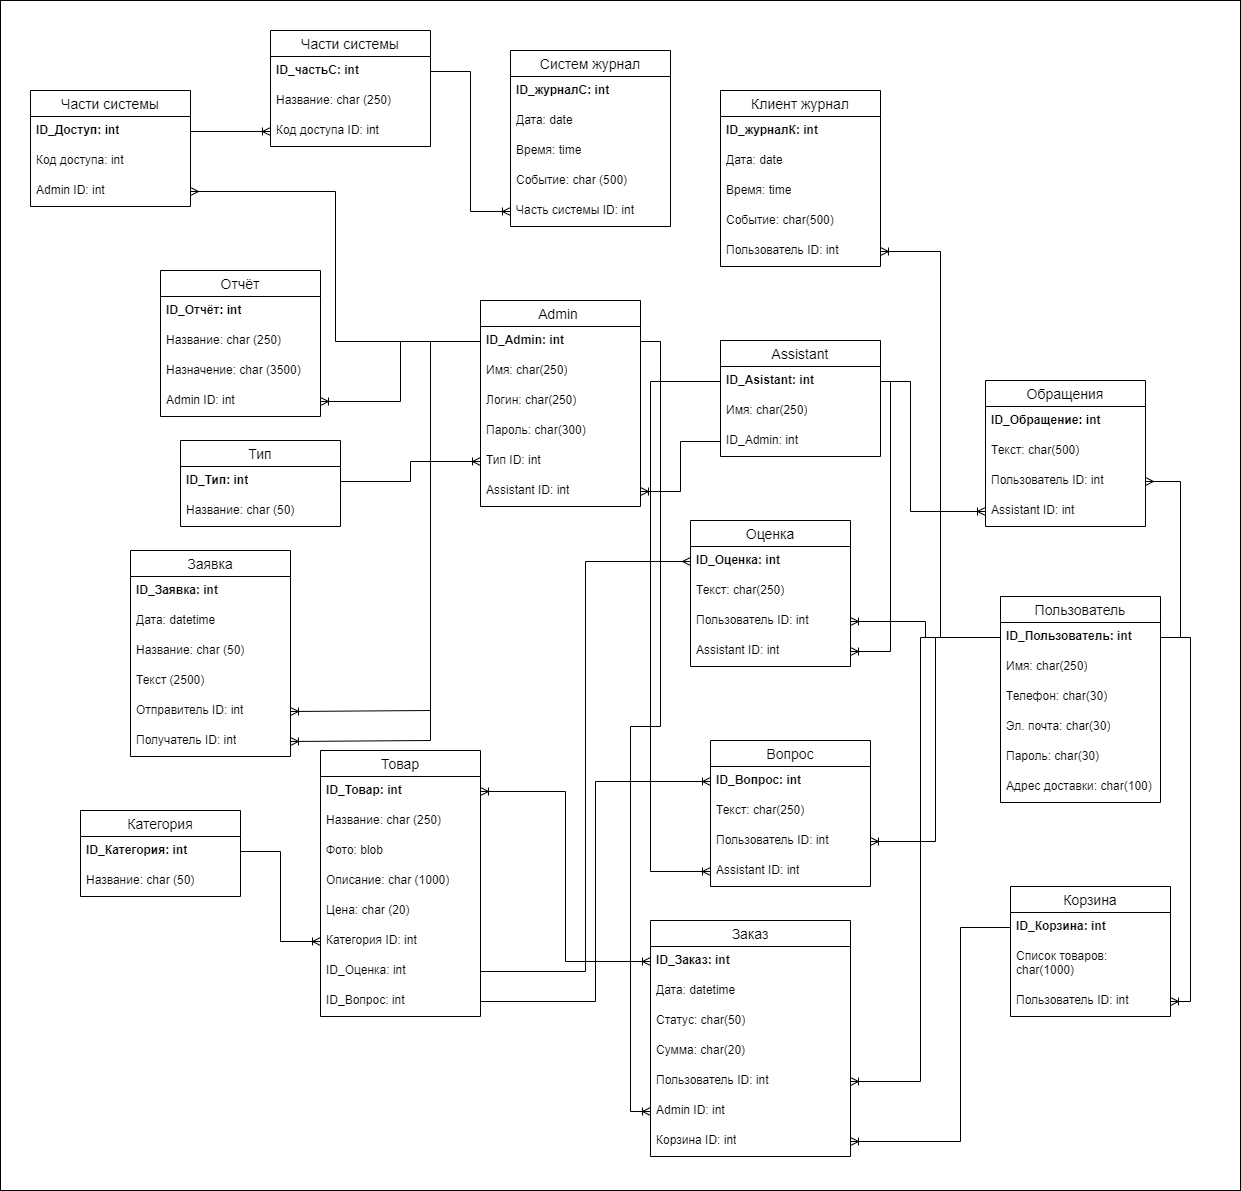 Части системы
ID_частьС: int
Название: char (250)
Код доступа ID: int
Части системы
ID_Доступ: int
Код доступа: int
Admin ID: int
Систем журнал
ID_журналС: int
Дата: date
Время: time
Событие: char (500)
Часть системы ID: int
Клиент журнал
ID_журналК: int
Дата: date
Время: time
Событие: char(500)
Пользователь ID: int
Отчёт
ID_Отчёт: int
Название: char (250)
Назначение: char (3500)
Admin ID: int
Admin
ID_Admin: int
Имя: char(250)
Логин: char(250)
Пароль: char(300)
Тип ID: int
Assistant ID: int
Assistant
ID_Asistant: int
Имя: char(250)
ID_Admin: int
Обращения
ID_Обращение: int
Текст: char(500)
Пользователь ID: int
Assistant ID: int
Тип
ID_Тип: int
Название: char (50)
Оценка
ID_Оценка: int
Текст: char(250)
Пользователь ID: int
Assistant ID: int
Заявка
ID_Заявка: int
Дата: datetime
Название: char (50)
Текст (2500)
Отправитель ID: int
Получатель ID: int
Пользователь
ID_Пользователь: int
Имя: char(250)
Телефон: char(30)
Эл. почта: char(30)
Пароль: char(30)
Адрес доставки: char(100)
Товар
ID_Товар: int
Название: char (250)
Фото: blob
Описание: char (1000)
Цена: char (20)
Категория ID: int
ID_Оценка: int
ID_Вопрос: int
Вопрос
ID_Вопрос: int
Текст: char(250)
Пользователь ID: int
Assistant ID: int
Категория
ID_Категория: int
Название: char (50)
Заказ
ID_Заказ: int
Дата: datetime
Статус: char(50)
Сумма: char(20)
Пользователь ID: int
Admin ID: int
Корзина ID: int
Корзина
ID_Корзина: int
Список товаров:
char(1000)
Пользователь ID: int